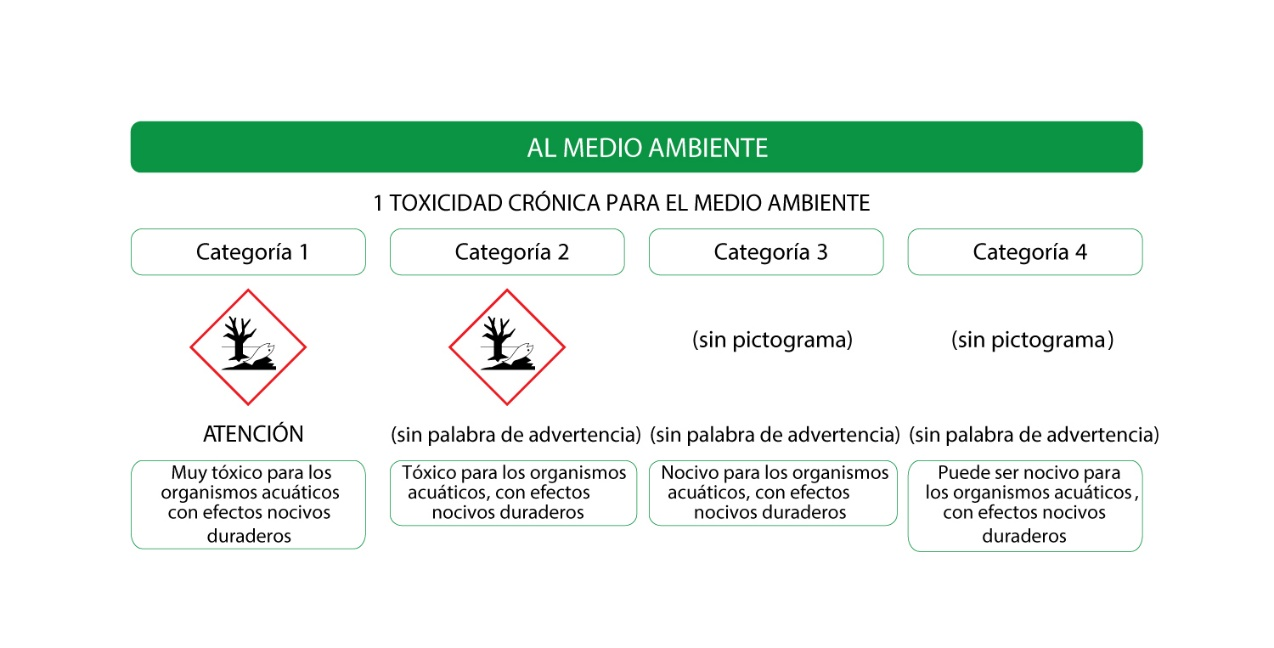 AL MEDIO AMBIENTE
1 TOXICIDAD CRÓNICA PARA EL MEDIO AMBIENTE
Categoría 1
Categoría 2
Categoría 3
Categoría 4
(sin pictograma)
(sin pictograma)
ATENCIÓN
(sin palabra de advertencia)
(sin palabra de advertencia)
(sin palabra de advertencia)
Muy tóxico para los
organismos acuáticos
con efectos nocivos
duraderos
Tóxico para los organismos
acuáticos, con efectos
nocivos duraderos
Nocivo para los organismos
acuáticos, con efectos
nocivos duraderos
Puede ser nocivo para
los organismos acuáticos,
con efectos nocivos
duraderos